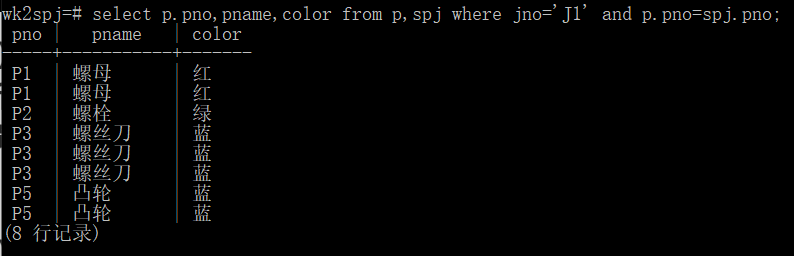 wk2spj=# select p.pno,pname,color from p,spj where jno='J1' and p.pno=spj.pno;
 pno |   pname   | color
-----+-----------+-------
 P1  | 螺母      | 红
 P1  | 螺母      | 红
 P2  | 螺栓      | 绿
 P3  | 螺丝刀    | 蓝
 P3  | 螺丝刀    | 蓝
 P3  | 螺丝刀    | 蓝
 P5  | 凸轮      | 蓝
 P5  | 凸轮      | 蓝
(8 行记录)